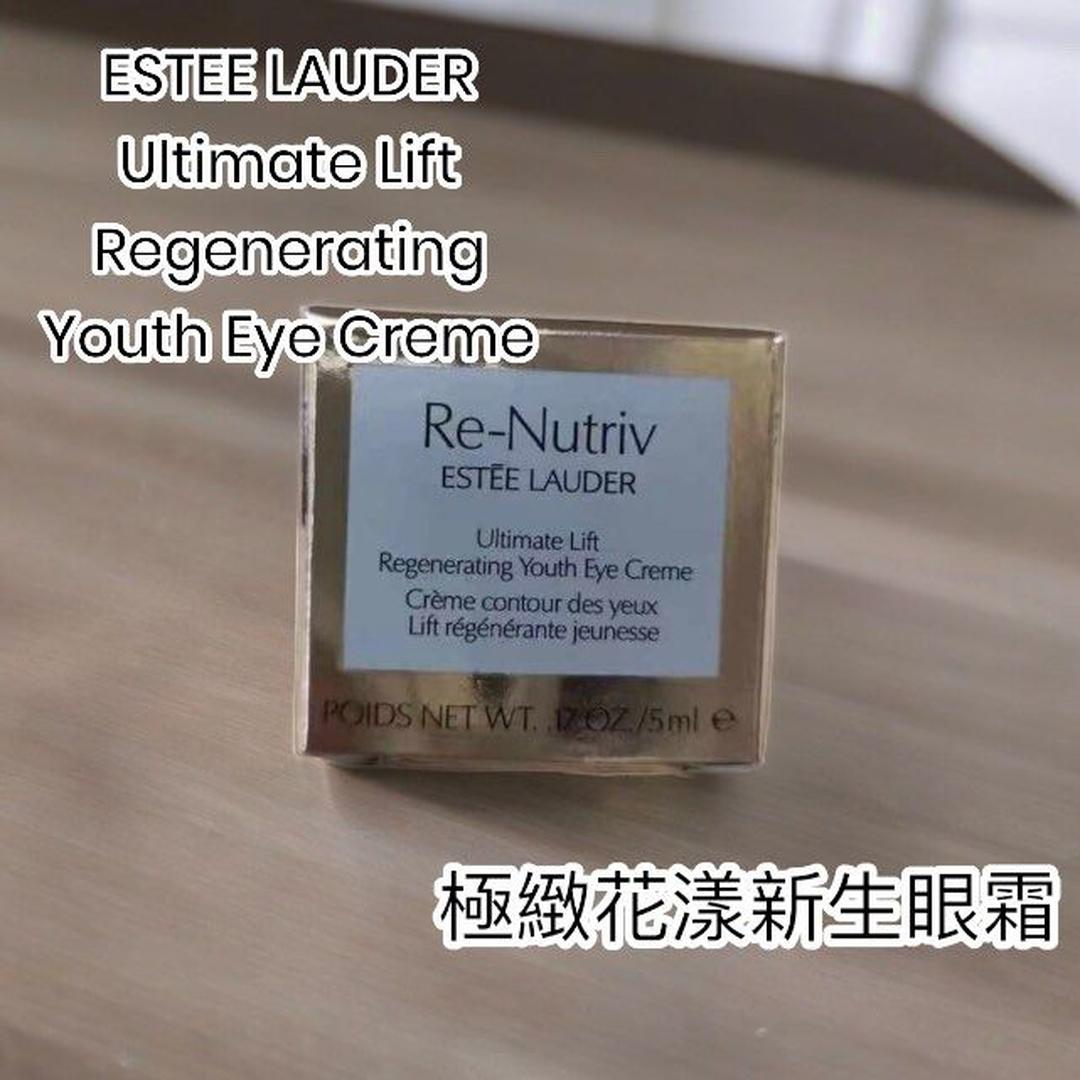 ESTEE LAUDER
Ultimate Lift
Regenerating
Youth Eye Creme
Re-Nutriv
ESTĒE LAUDER
Ultimate Lift
Regenerating Youth Eye Creme
Crème contour des yeux
Lift régénérante jeunesse
POIDS NET WT. .17 OZ./5ml ℮
極緻花漾新生眼霜